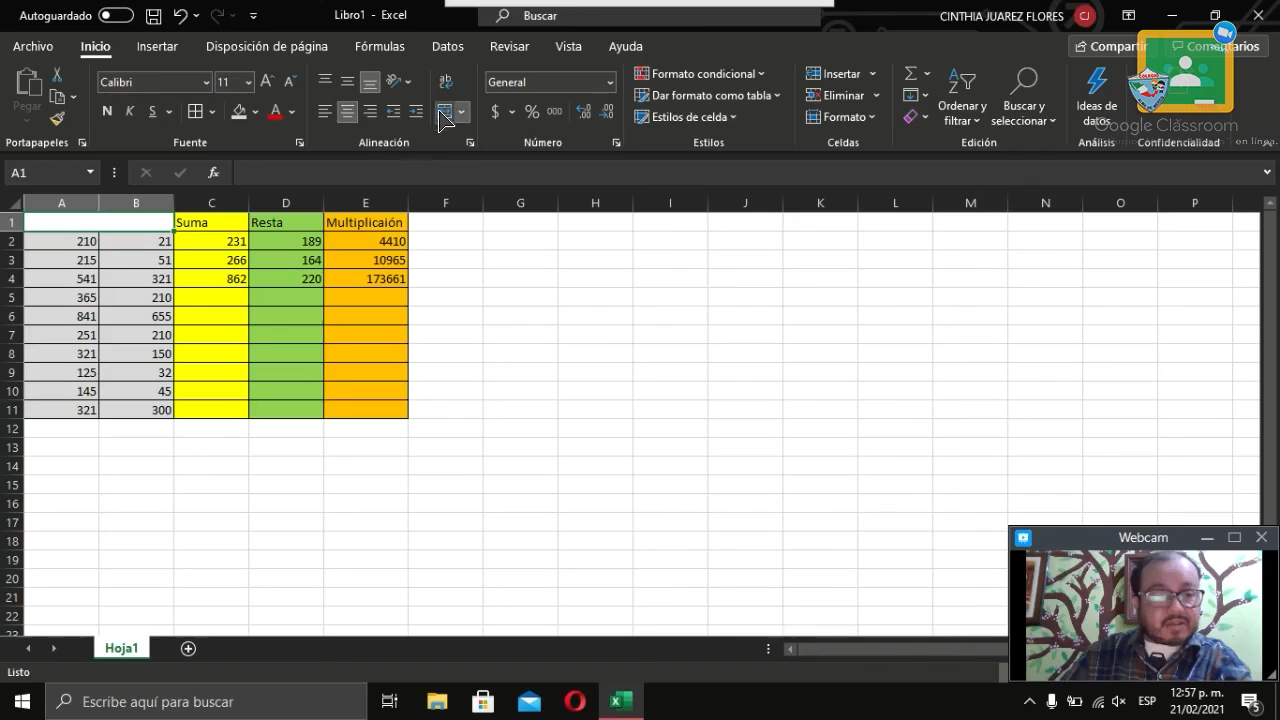 Autoguardado
Libro1 - Excel
Buscar
CINTHIA JUAREZ FLORES
CJ
Archivo Inicio Insertar Disposición de página Fórmulas Datos Revisar Vista Ayuda
Compartir
Comentarios
Pegar
Calibri 11
N K S
General
$ % 000
Formato condicional
Dar formato como tabla
Estilos de celda
Insertar
Eliminar
Formato
Ordenar y filtrar
Buscar y seleccionar
Ideas de datos
COLEGIO
Google Classroom
Portapapeles Fuente Alineación Número Estilos Celdas Edición Análisis Confidencialidad
A1
fx
A B C D E F G H I J K L M N O P
1 Suma Resta Multiplicaión
2 210 21 231 189 4410
3 215 51 266 164 10965
4 541 321 862 220 173661
5 365 210
6 841 655
7 251 210
8 321 150
9 125 32
10 145 45
11 321 300
12
13
14
15
16
17
18
19
20
21
22
23
Webcam
Hoja1
Listo
Escribe aquí para buscar
ESP
12:57 p. m.
21/02/2021
5